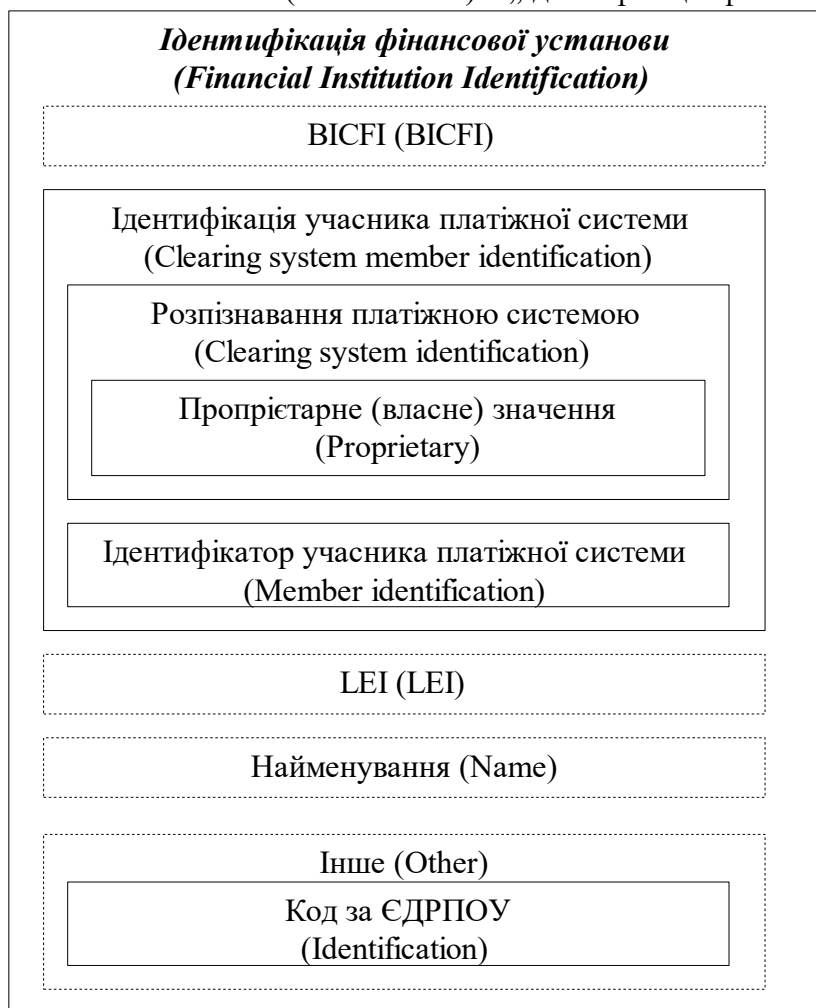 Ідентифікація фінансової установи
(Financial Institution Identification)
BICFI (BICFI)
Ідентифікація учасника платіжної системи
(Clearing system member identification)
Розпізнавання платіжною системою
(Clearing system identification)
Пропрієтарне (власне) значення
(Proprietary)
Ідентифікатор учасника платіжної системи
(Member identification)
LEI (LEI)
Найменування (Name)
Інше (Other)
Код за ЄДРПОУ
(Identification)